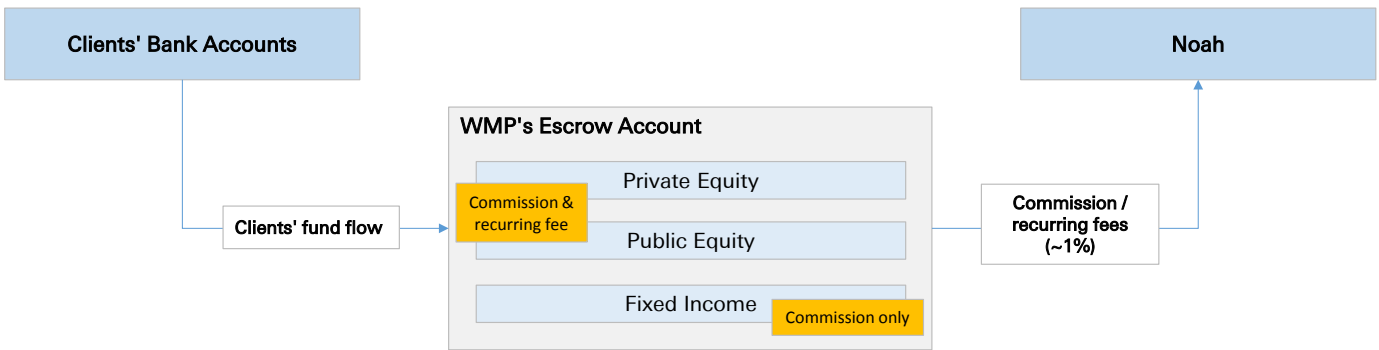 Clients' Bank Accounts
Noah
WMP's Escrow Account
Private Equity
Commission &
recurring fee
Public Equity
Fixed Income
Commission only
Clients' fund flow
Commission /
recurring fees
(~1%)